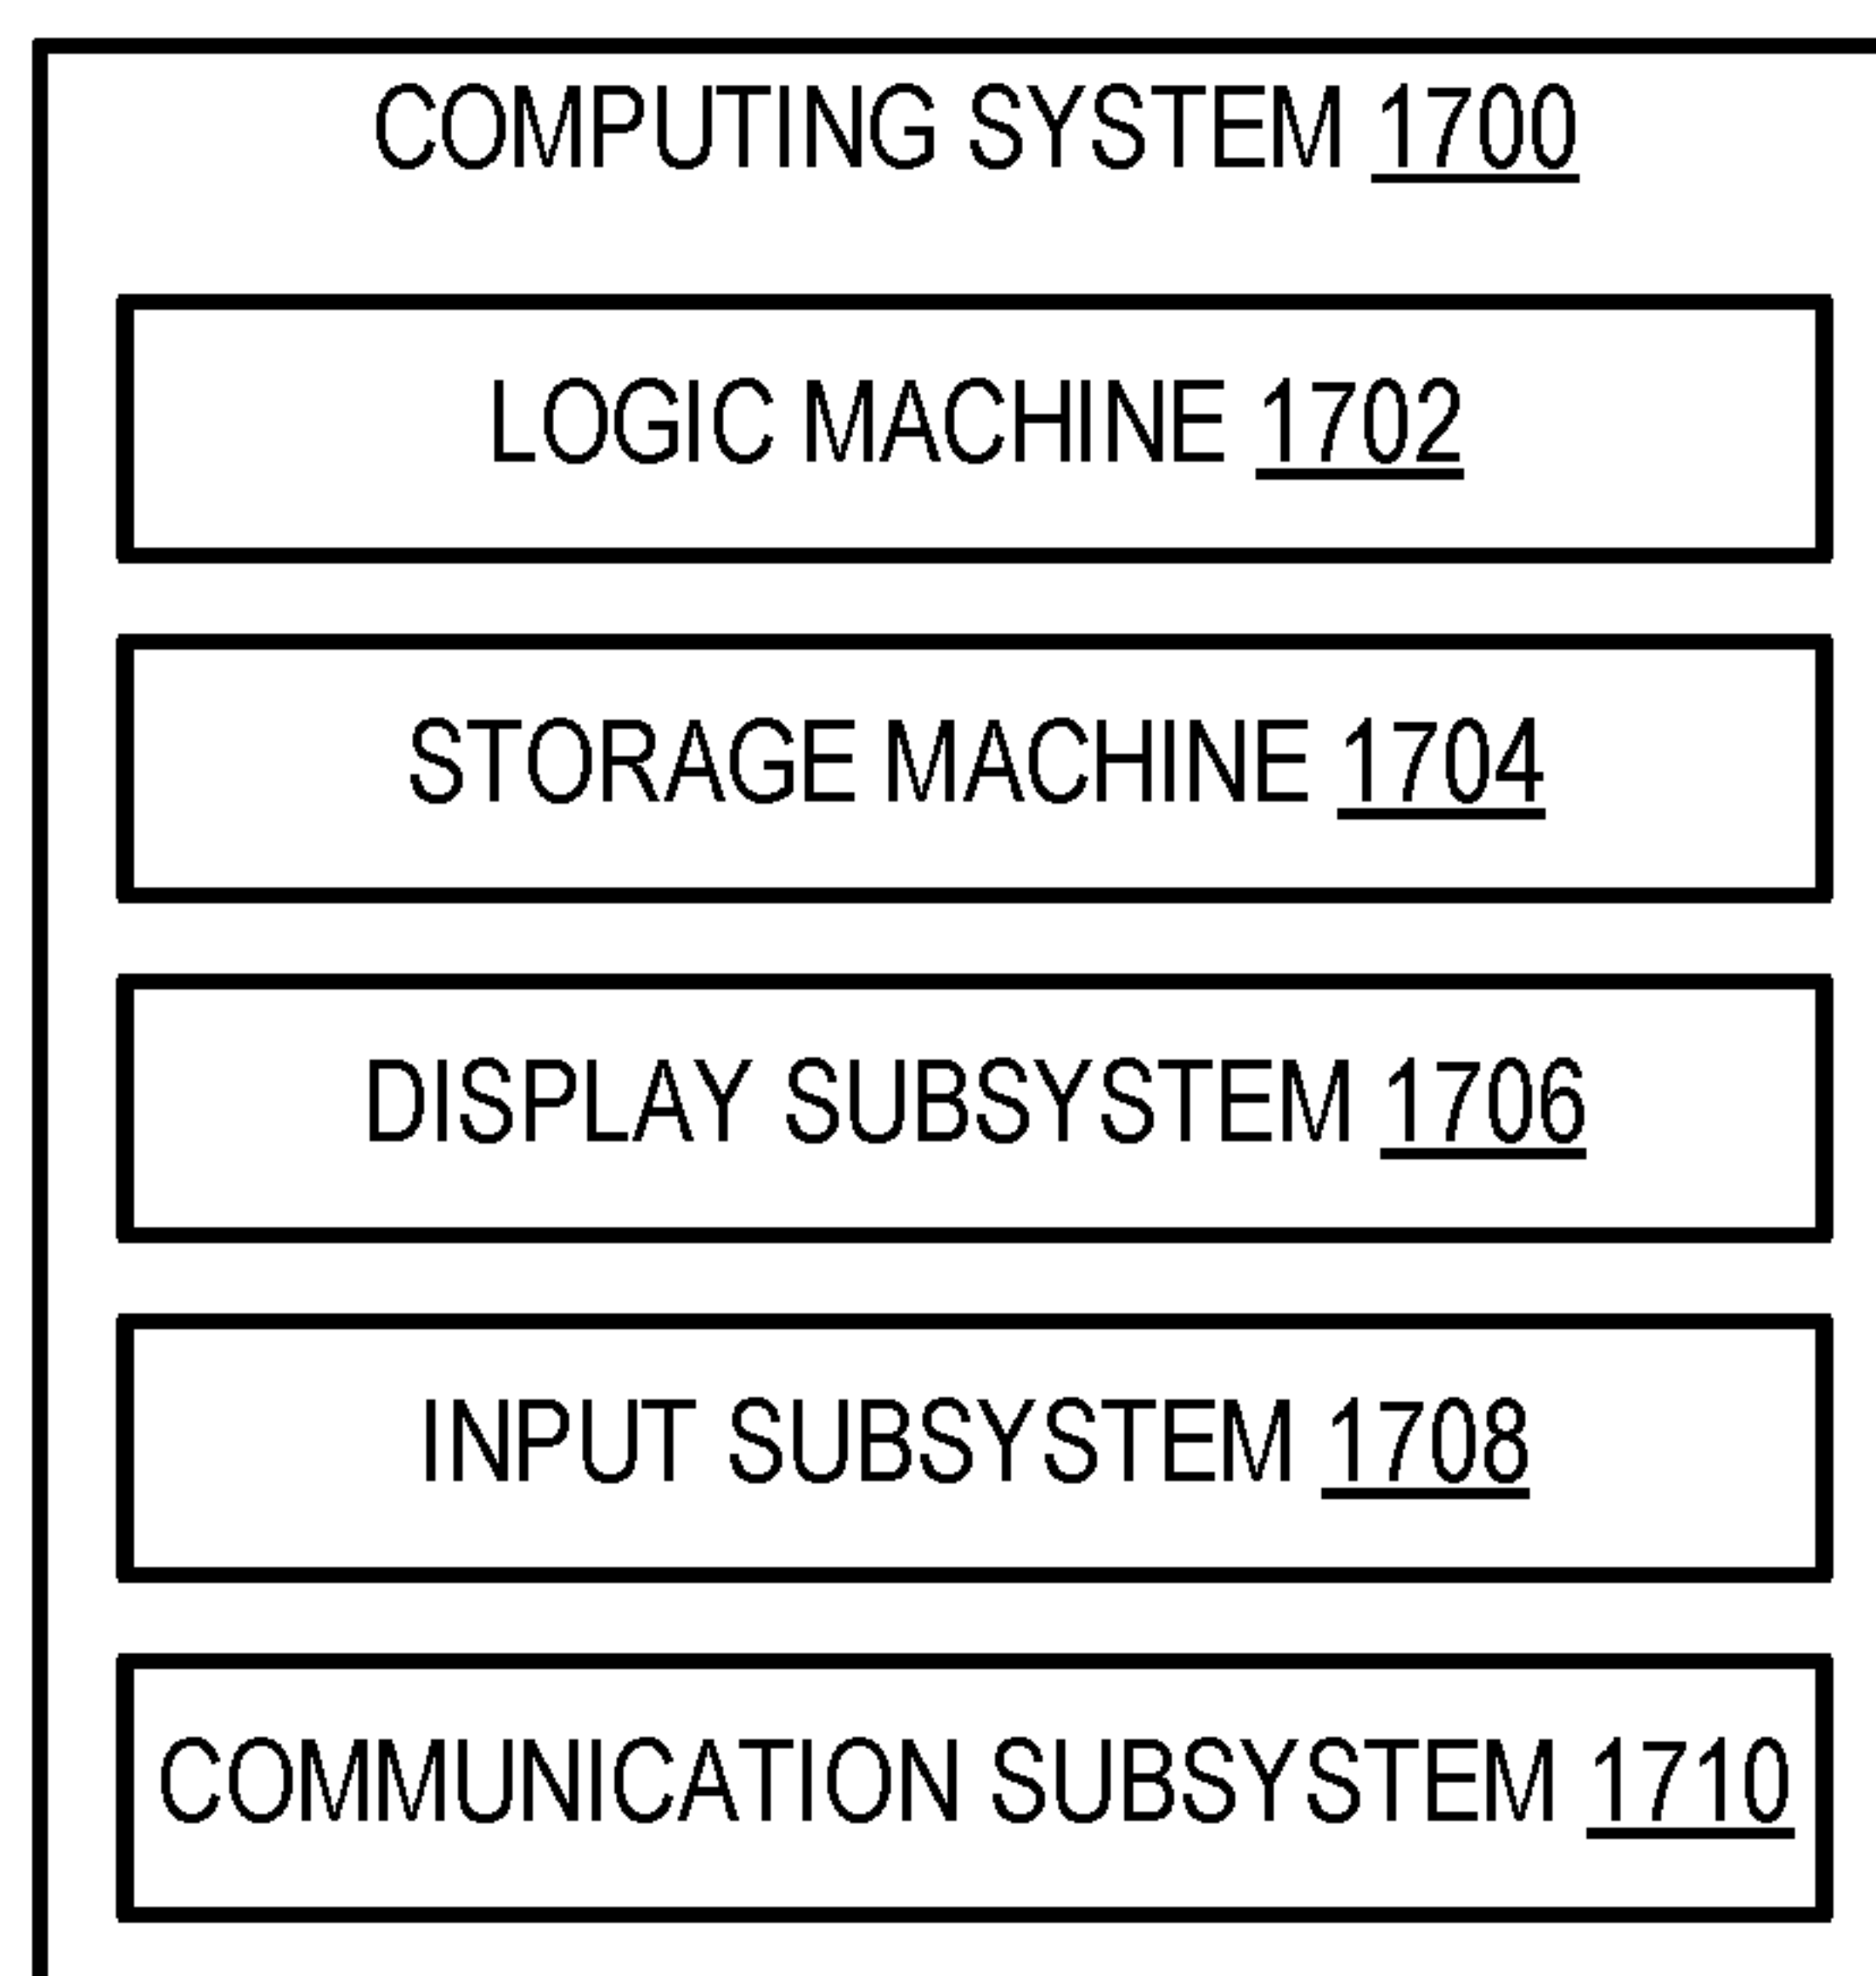 COMPUTING SYSTEM 1700
LOGIC MACHINE 1702
STORAGE MACHINE 1704
DISPLAY SUBSYSTEM 1706
INPUT SUBSYSTEM 1708
COMMUNICATION SUBSYSTEM 1710